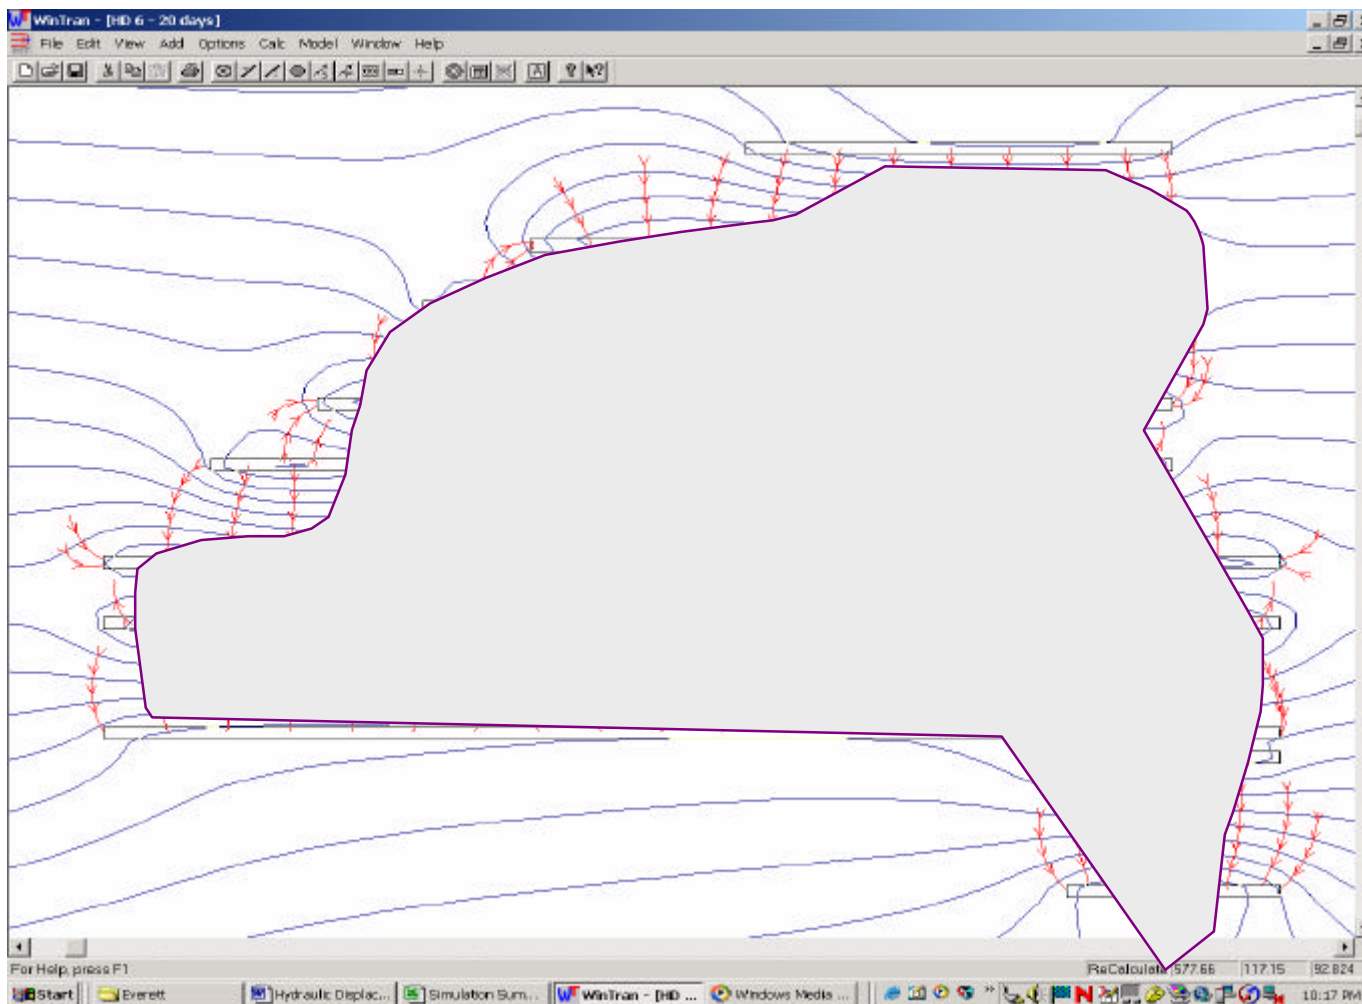 WinTran - [HD 6 - 20 days]
File Edit View Add Options Calc Model Window Help
For Help, press F1
ReCalculate 577.66 117.15 92.824
Start Everett Hydraulic Displac... Simulation Sum... WinTran - [HD ... Windows Media ... 10:17 PM